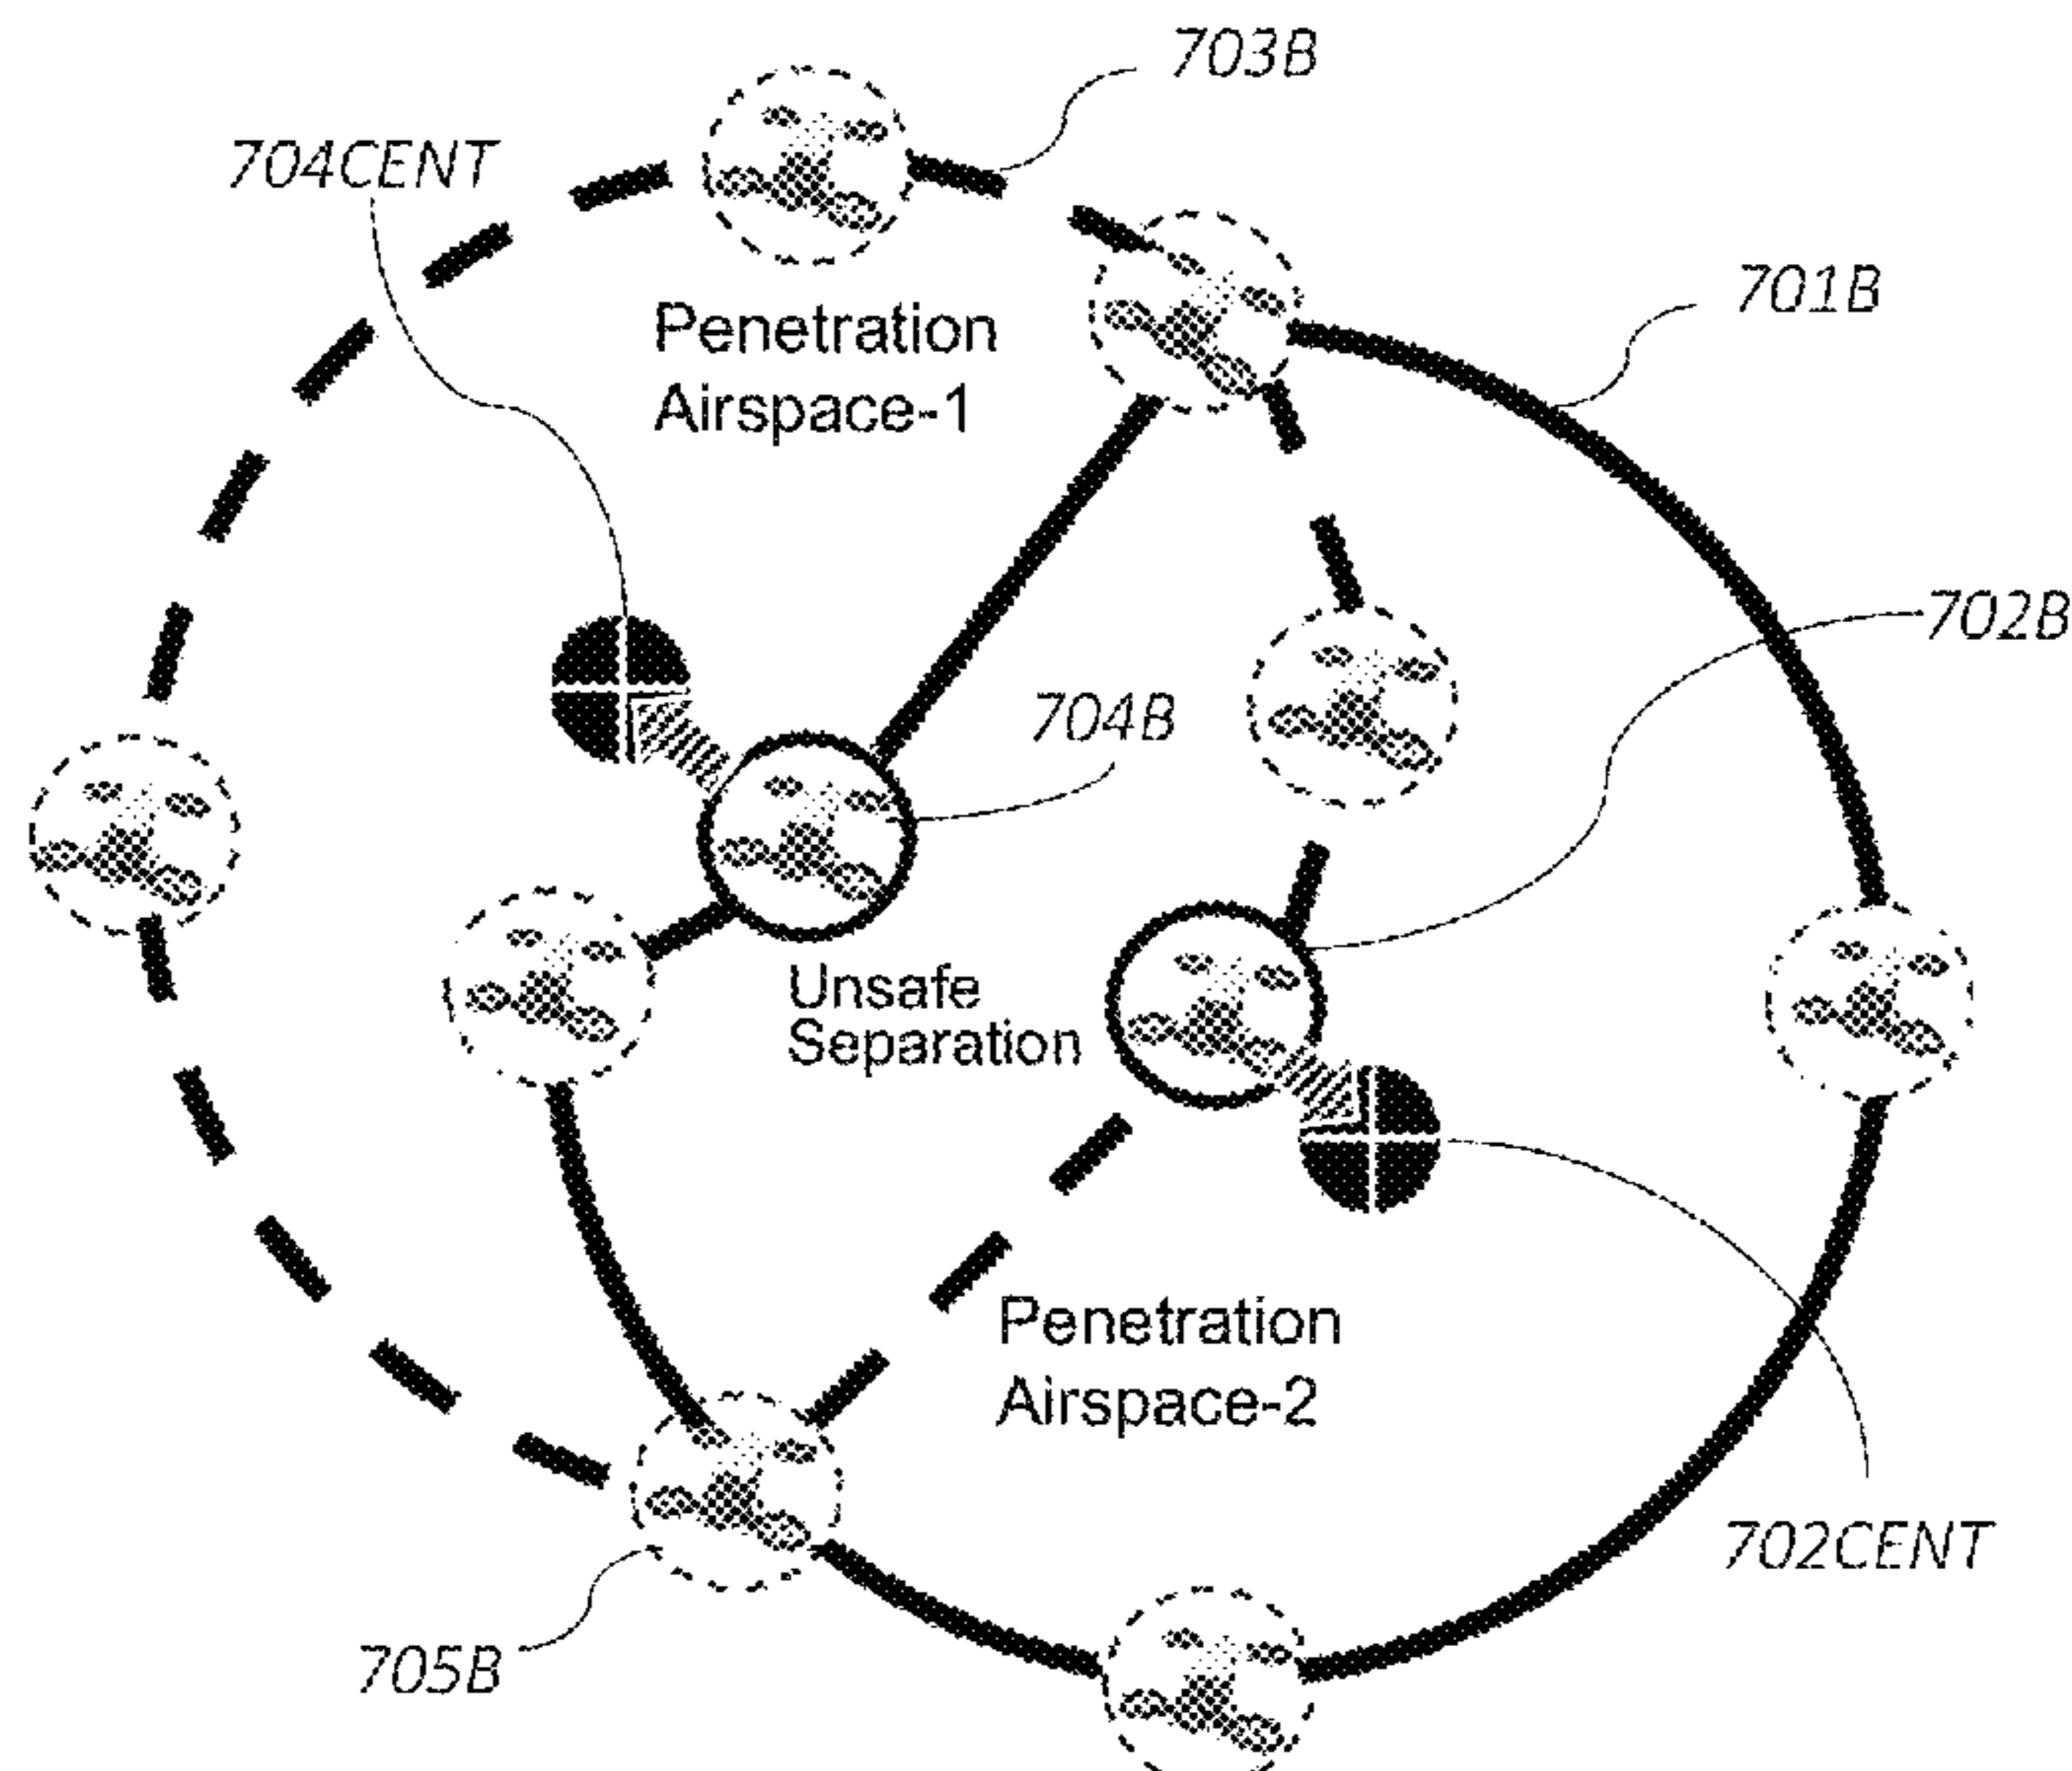 703B
704CENT
701B
Penetration
Airspace-1
702B
704B
Unsafe
Separation
Penetration
Airspace-2
702CENT
705B